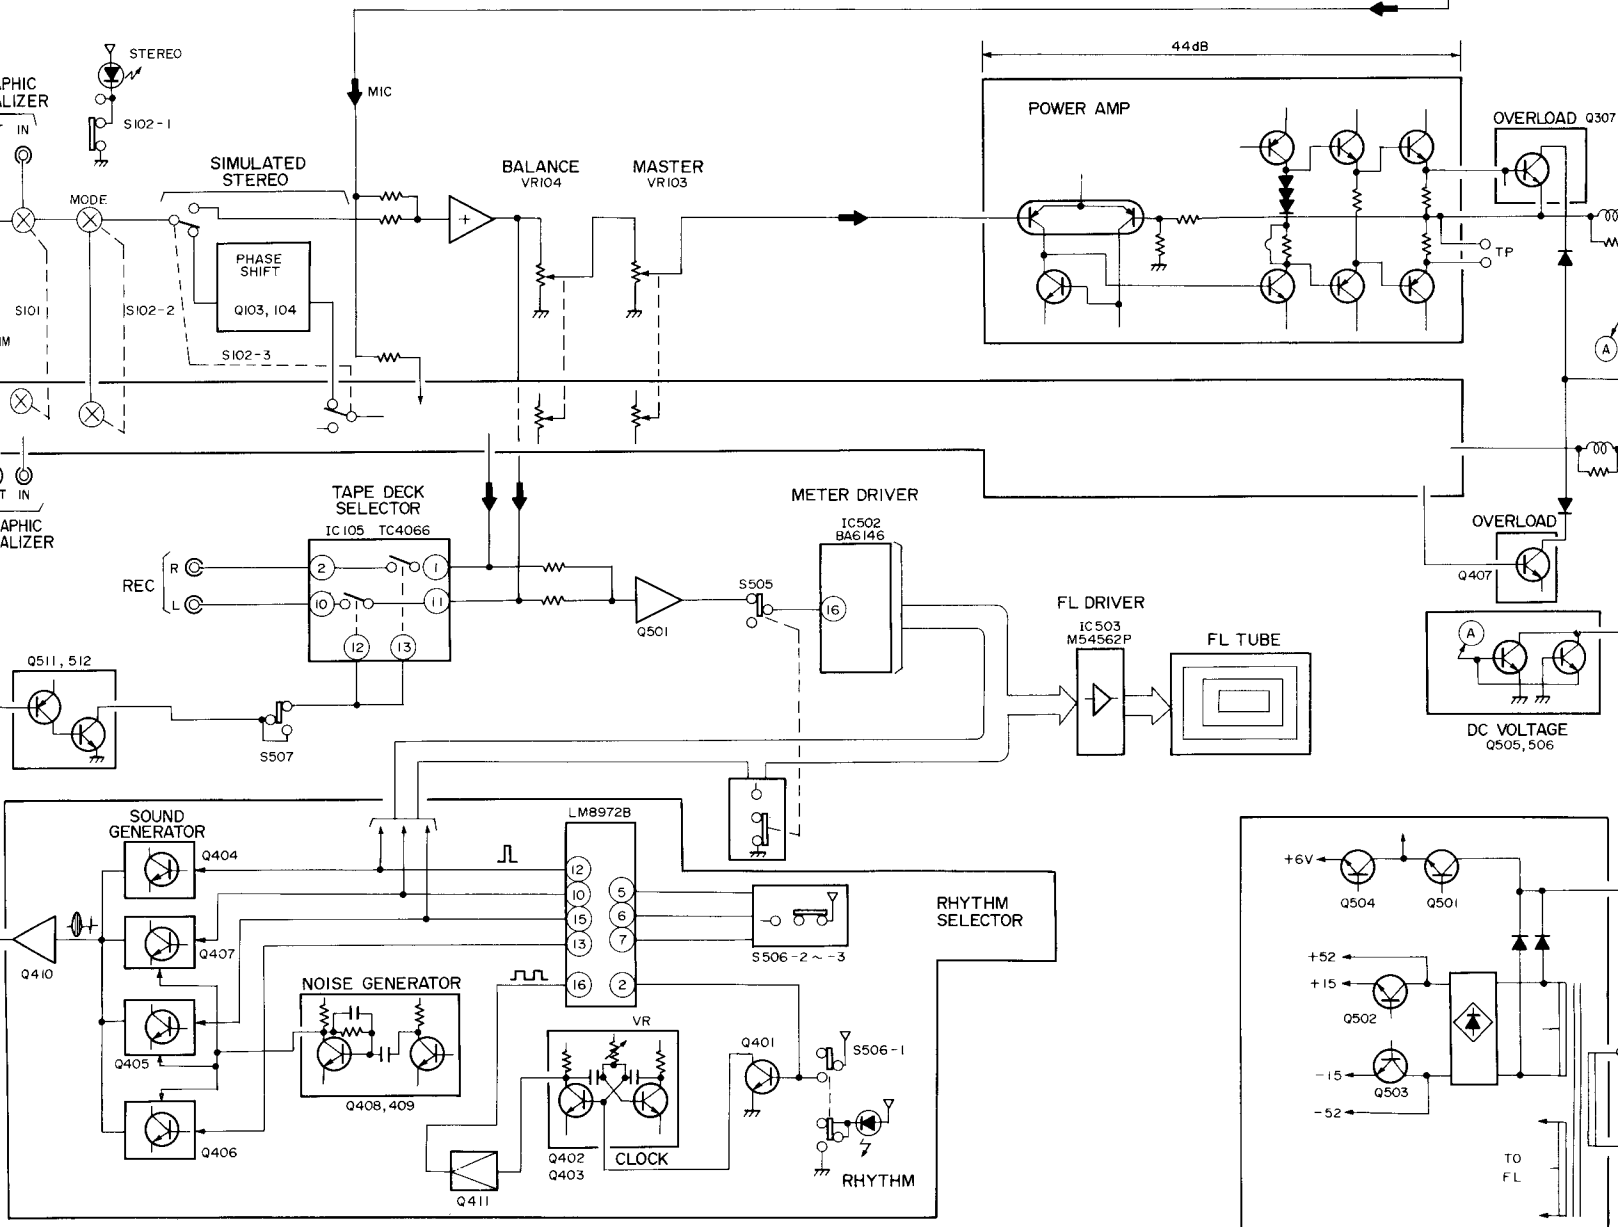 44dB
STEREO
S102-1
MIC
APHIC
ALIZER
IN
POWER AMP
OVERLOAD Q307
SIMULATED
STEREO
BALANCE
VR104
MASTER
VR103
MODE
+
TP
PHASE
SHIFT
Q103, 104
S101
S102-2
S102-3
M
A
T IN
APHIC
ALIZER
TAPE DECK
SELECTOR
IC105 TC4066
METER DRIVER
IC502
BA6146
OVERLOAD
Q407
REC
R
L
2
1
10
11
12
13
Q501
S505
16
FL DRIVER
IC503
M54562P
FL TUBE
A
DC VOLTAGE
Q505, 506
Q511, 512
S507
SOUND
GENERATOR
LM8972B
Q404
12
10
15
13
16
5
6
7
2
RHYTHM
SELECTOR
S506-2~-3
Q407
Q410
NOISE GENERATOR
Q405
Q408, 409
Q406
VR
Q401
S506-1
Q402
Q403
CLOCK
Q411
RHYTHM
+6V
Q504
Q501
+52
+15
Q502
-15
Q503
-52
TO
FL